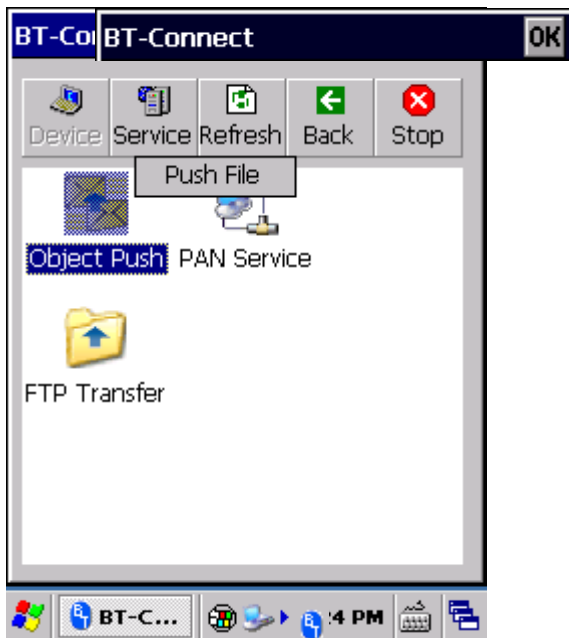 BT-Co
BT-Connect OK
Device Service Refresh Back Stop
Push File
Object Push PAN Service
FTP Transfer
BT-C... :4 PM